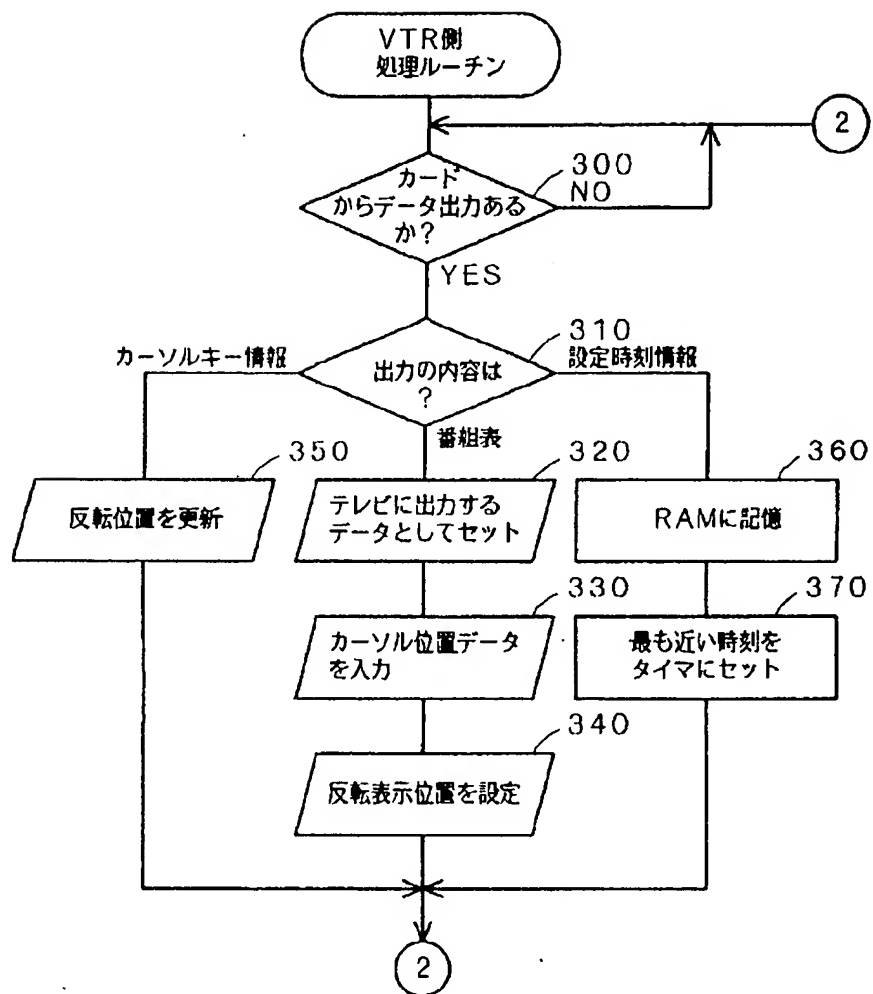 VTR側
処理ルーチン
2
カード
からデータ出力ある
か?
300
NO
YES
310
カーソルキー情報
出力の内容は
?
設定時刻情報
番組表
350
反転位置を更新
320
テレビに出力する
データとしてセット
360
RAMに記憶
330
カーソル位置データ
を入力
370
最も近い時刻を
タイマにセット
340
反転表示位置を設定
2